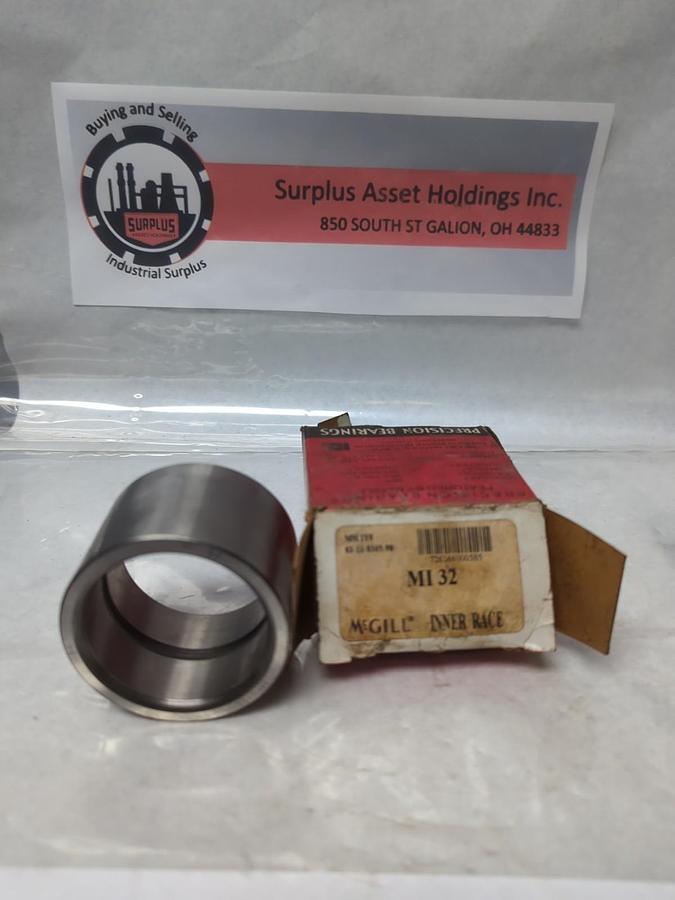 Buying and Selling
SURPLUS
Industrial Surplus
Surplus Asset Holdings Inc.
850 SOUTH ST GALION, OH 44833
PRECISION BEARINGS
MI 32
McGILL® INNER RACE